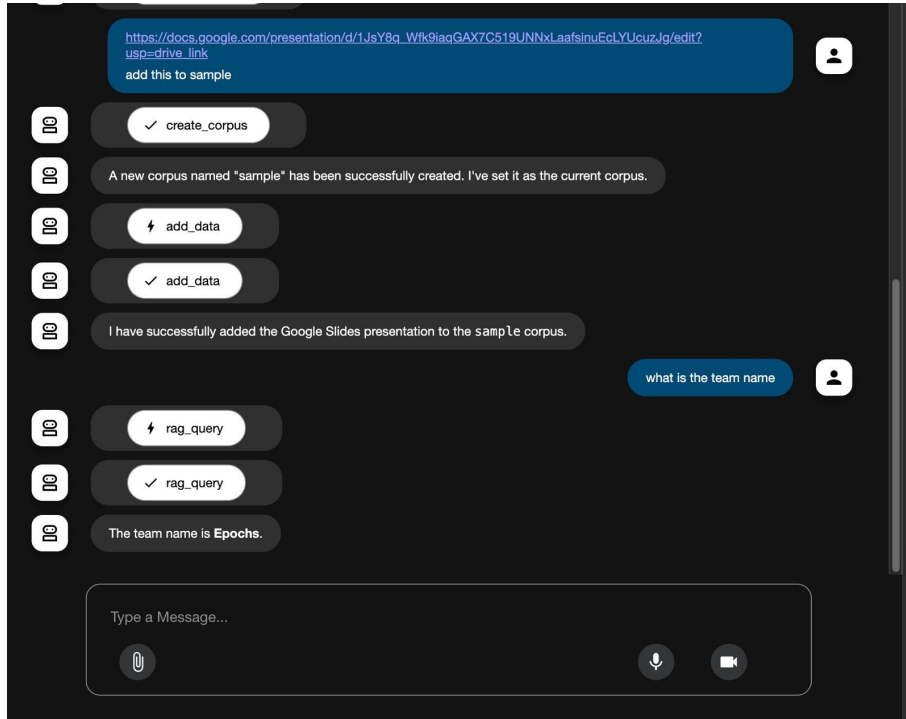 https://docs.google.com/presentation/d/1JsY8q_Wfk9iaqGAX7C519UNNxLaafsinuEcLYUcuzJg/edit?
usp=drive_link
add this to sample
create_corpus
A new corpus named "sample" has been successfully created. I've set it as the current corpus.
add_data
add_data
I have successfully added the Google Slides presentation to the sample corpus.
what is the team name
rag_query
rag_query
The team name is Epochs.
Type a Message...